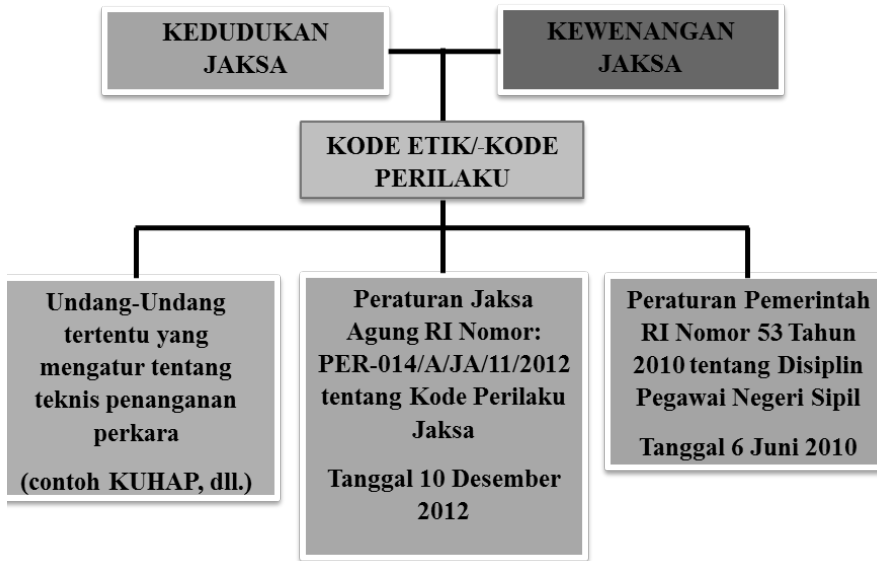 KEDUDUKAN
JAKSA
KEWENANGAN
JAKSA
KODE ETIK/-KODE
PERILAKU
Undang-Undang
tertentu yang
mengatur tentang
teknis penanganan
perkara
(contoh KUHAP, dll.)
Peraturan Jaksa
Agung RI Nomor:
PER-014/A/JA/11/2012
tentang Kode Perilaku
Jaksa
Tanggal 10 Desember
2012
Peraturan Pemerintah
RI Nomor 53 Tahun
2010 tentang Disiplin
Pegawai Negeri Sipil
Tanggal 6 Juni 2010